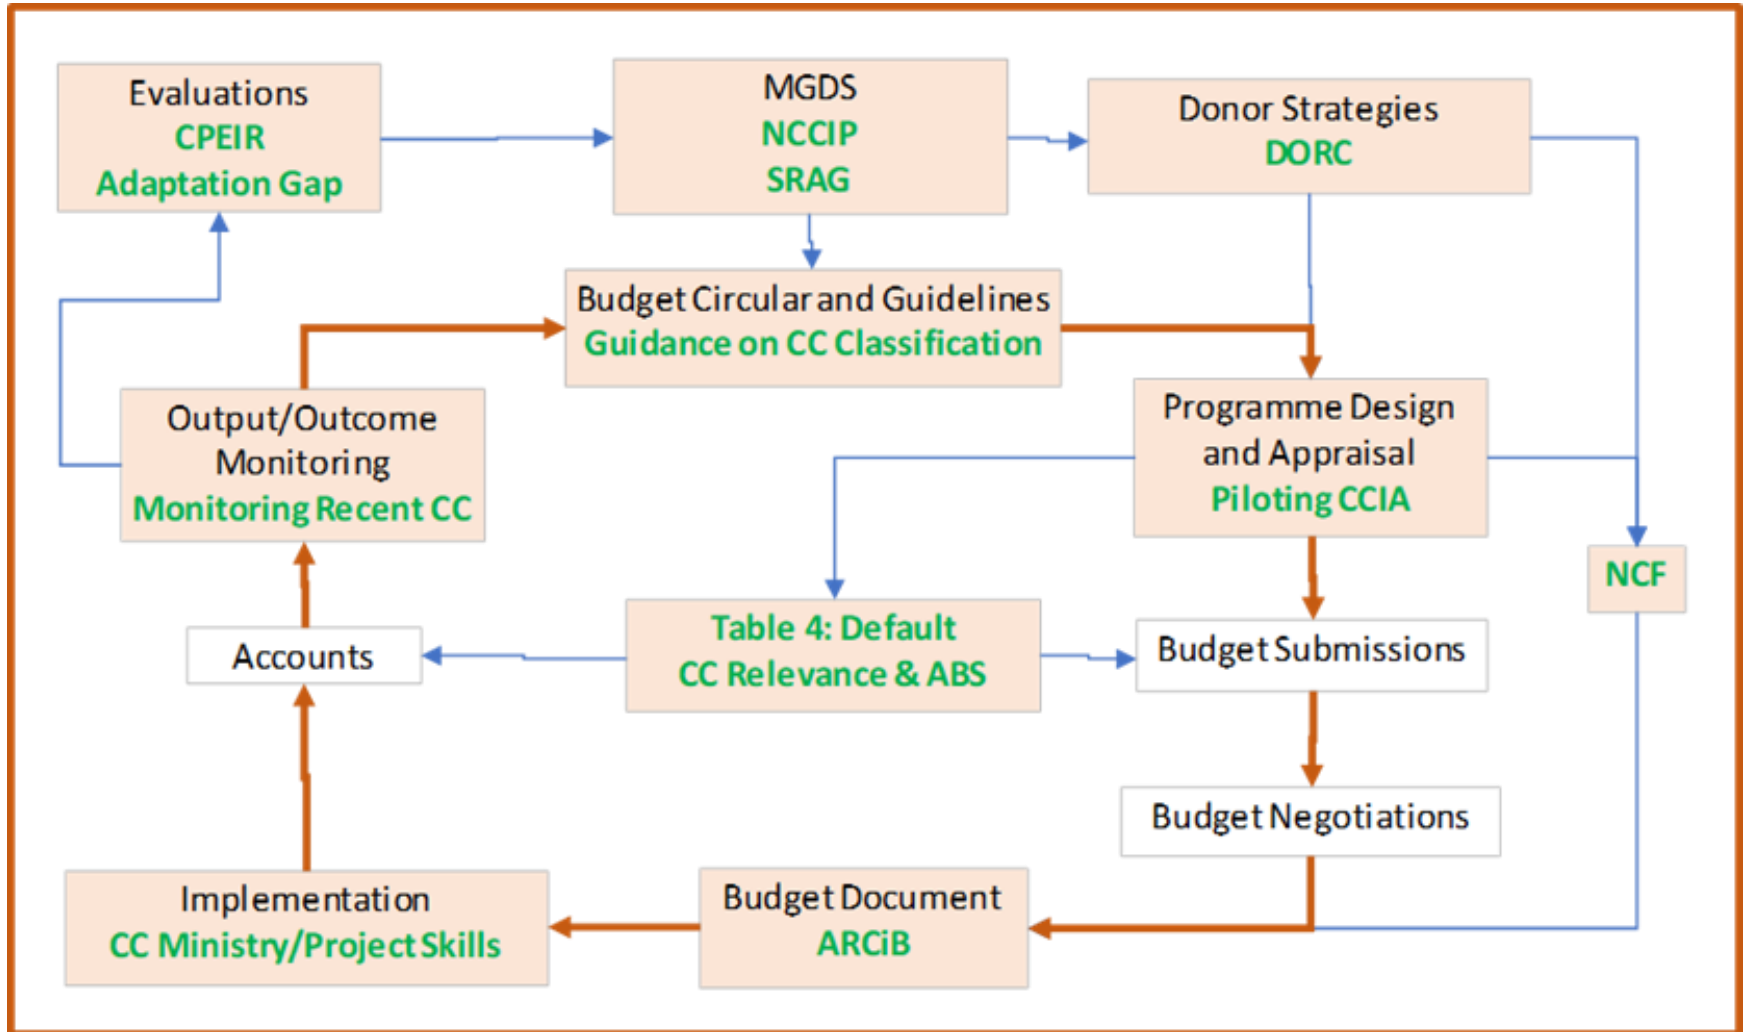 Evaluations
CPEIR
Adaptation Gap
MGDS
NCCIP
SRAG
Donor Strategies
DORC
Budget Circular and Guidelines
Guidance on CC Classification
Output/Outcome
Monitoring
Monitoring Recent CC
Programme Design
and Appraisal
Piloting CCIA
NCF
Table 4: Default
CC Relevance & ABS
Accounts
Budget Submissions
Budget Negotiations
Implementation
CC Ministry/Project Skills
Budget Document
ARCiB